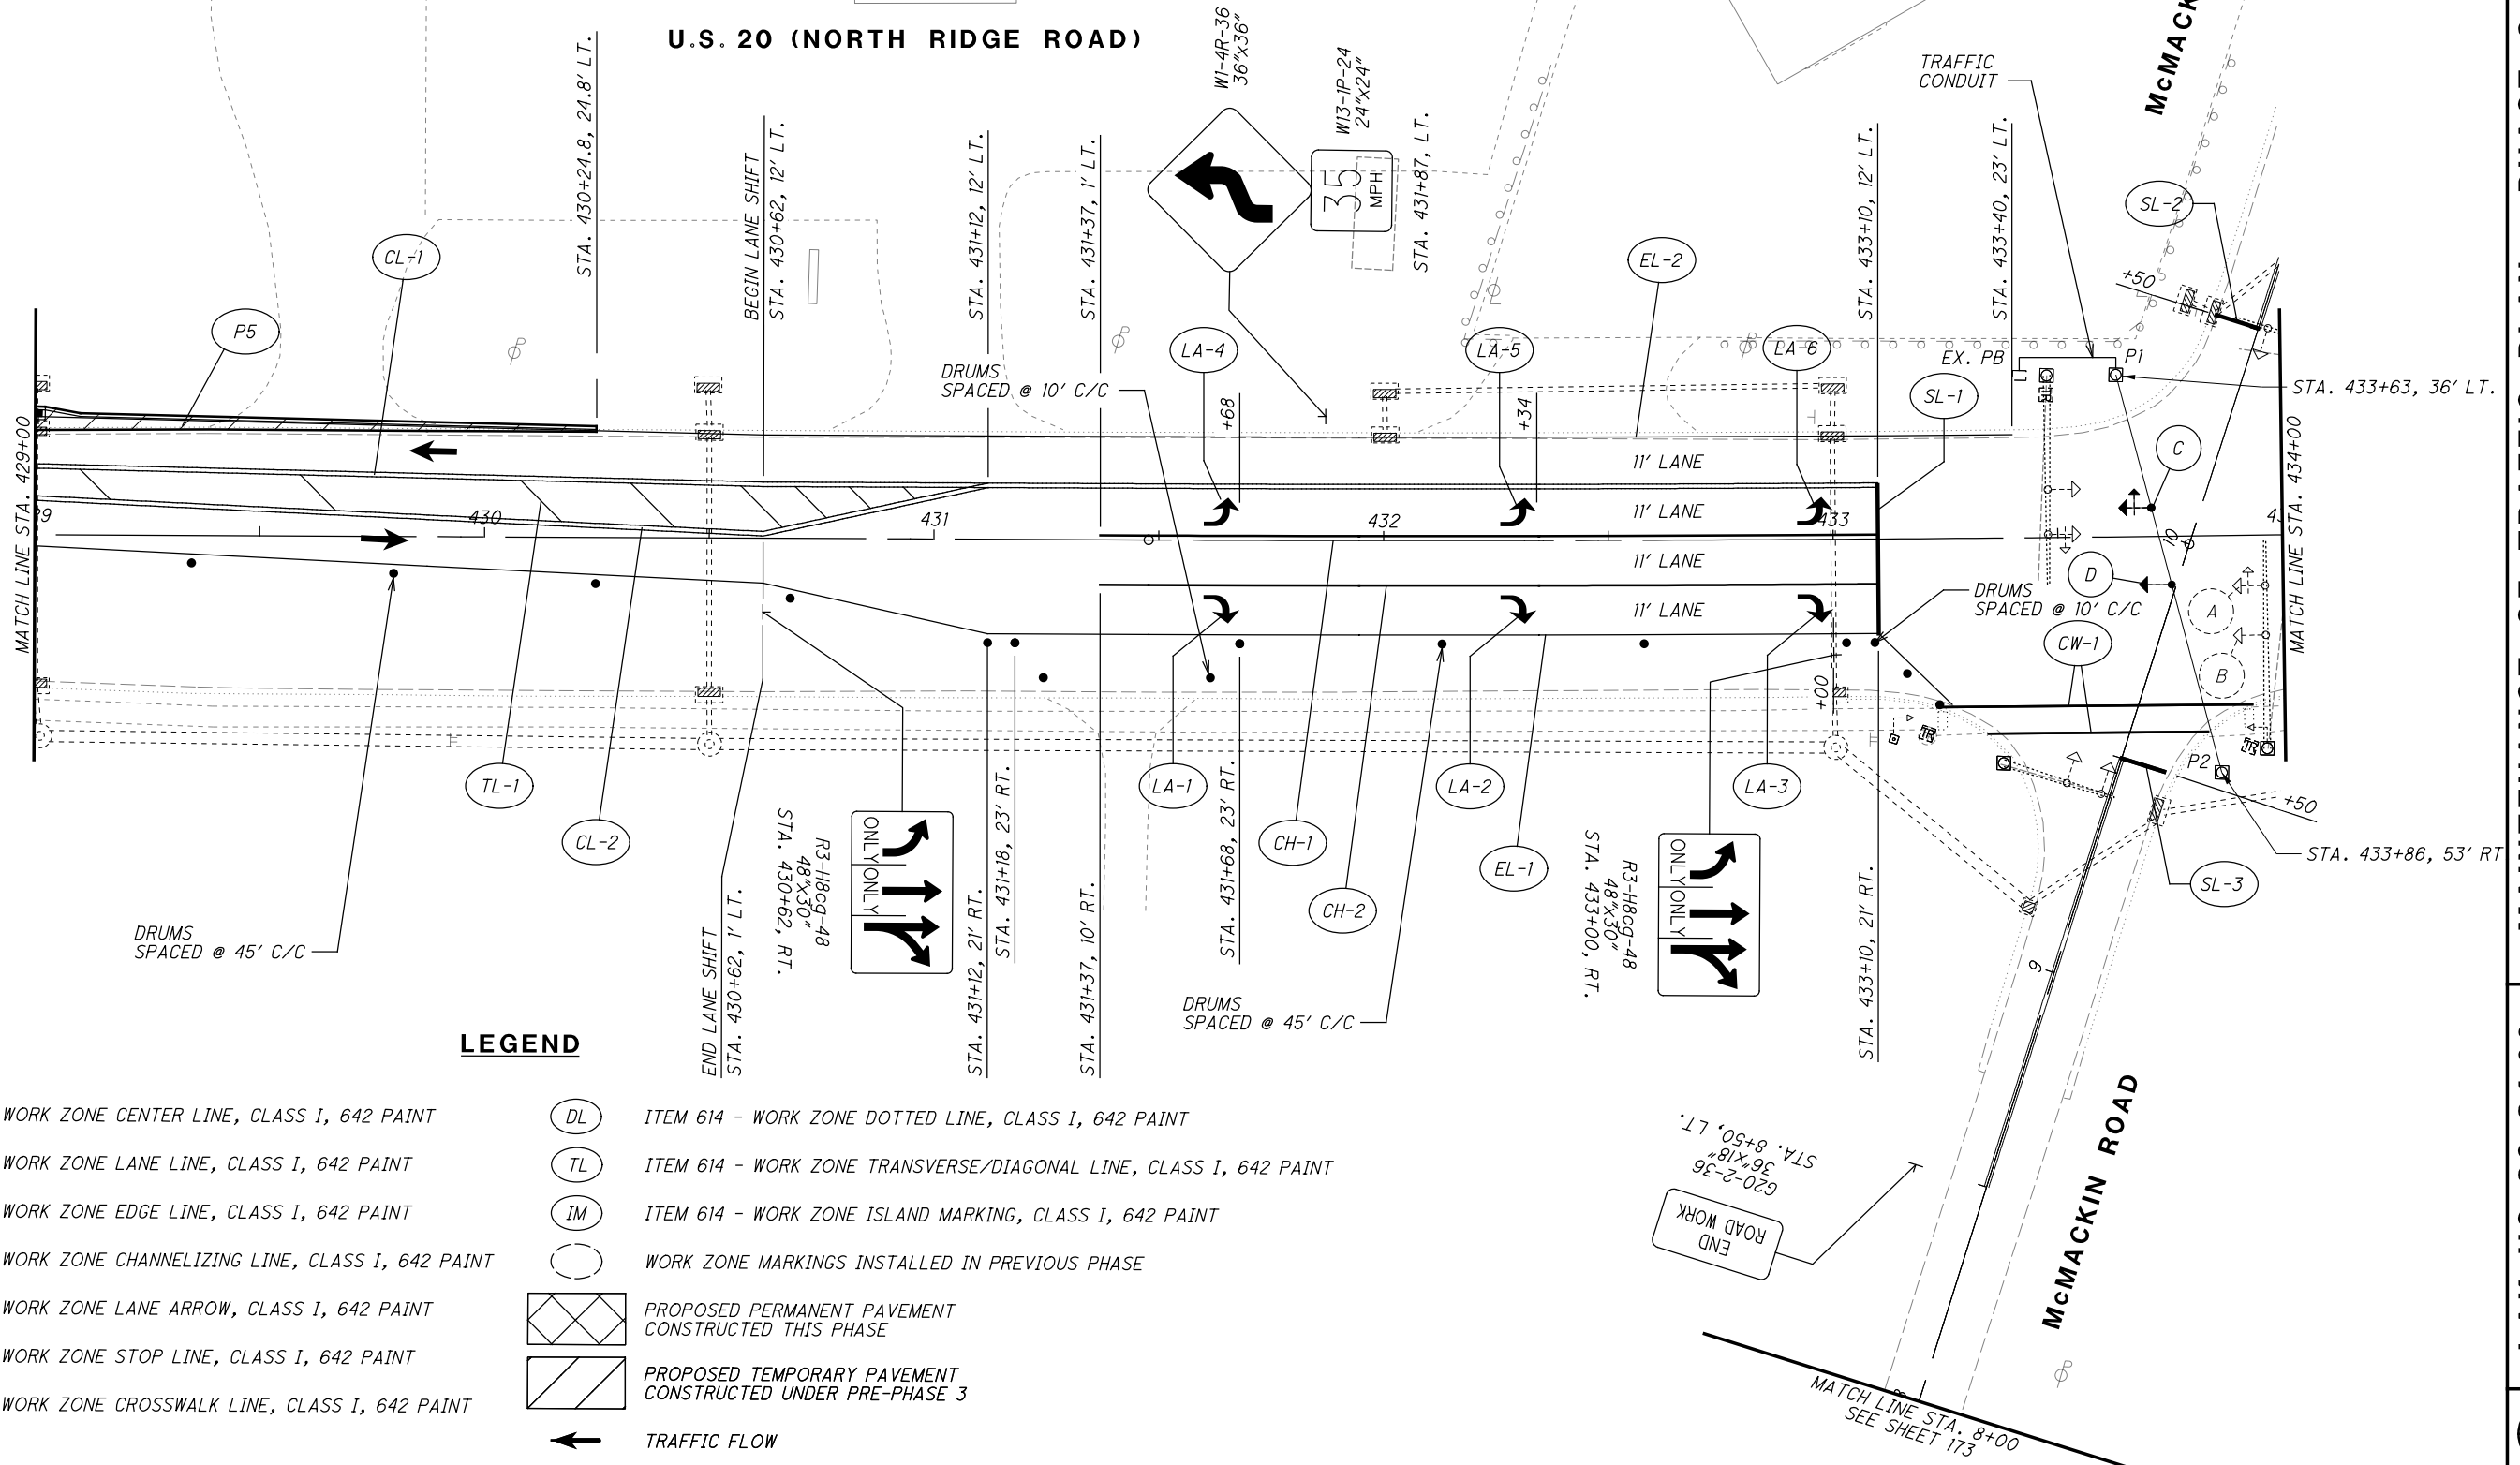 U.S. 20 (NORTH RIDGE ROAD)
W1-4R-36
36"x36"
W13-1P-24
24"x24"
35
MPH
STA. 431+87, LT.
TRAFFIC
CONDUIT
STA. 430+24.8, 24.8' LT.
BEGIN LANE SHIFT
STA. 430+62, 12' LT.
STA. 431+12, 12' LT.
STA. 431+37, 1' LT.
STA. 433+10, 12' LT.
STA. 433+40, 23' LT.
SL-2
+50
CL-1
P5
EL-2
LA-4
LA-5
LA-6
EX. PB
P1
SL-1
STA. 433+63, 36' LT.
DRUMS
SPACED @ 10' C/C
+68
+34
MATCH LINE STA. 429+00
MATCH LINE STA. 434+00
11' LANE
11' LANE
11' LANE
11' LANE
430
431
432
433
10
C
D
A
B
DRUMS
SPACED @ 10' C/C
CW-1
+00
TL-1
CL-2
LA-1
LA-2
LA-3
CH-1
CH-2
EL-1
P2
+50
STA. 433+86, 53' RT
SL-3
R3-H8cg-48
48"x30"
STA. 430+62, RT.
ONLY
ONLY
R3-H8cg-48
48"x30"
STA. 433+00, RT.
ONLY
ONLY
DRUMS
SPACED @ 45' C/C
END LANE SHIFT
STA. 430+62, 1' LT.
STA. 431+12, 21' RT.
STA. 431+18, 23' RT.
STA. 431+37, 10' RT.
STA. 431+68, 23' RT.
DRUMS
SPACED @ 45' C/C
STA. 433+10, 21' RT.
9
G20-2-36
36"x18"
STA. 8+50, LT.
END
ROAD WORK
McMACKIN ROAD
MATCH LINE STA. 8+00
SEE SHEET 173
LEGEND
WORK ZONE CENTER LINE, CLASS I, 642 PAINT
WORK ZONE LANE LINE, CLASS I, 642 PAINT
WORK ZONE EDGE LINE, CLASS I, 642 PAINT
WORK ZONE CHANNELIZING LINE, CLASS I, 642 PAINT
WORK ZONE LANE ARROW, CLASS I, 642 PAINT
WORK ZONE STOP LINE, CLASS I, 642 PAINT
WORK ZONE CROSSWALK LINE, CLASS I, 642 PAINT
DL ITEM 614 - WORK ZONE DOTTED LINE, CLASS I, 642 PAINT
TL ITEM 614 - WORK ZONE TRANSVERSE/DIAGONAL LINE, CLASS I, 642 PAINT
IM ITEM 614 - WORK ZONE ISLAND MARKING, CLASS I, 642 PAINT
WORK ZONE MARKINGS INSTALLED IN PREVIOUS PHASE
PROPOSED PERMANENT PAVEMENT
CONSTRUCTED THIS PHASE
PROPOSED TEMPORARY PAVEMENT
CONSTRUCTED UNDER PRE-PHASE 3
TRAFFIC FLOW